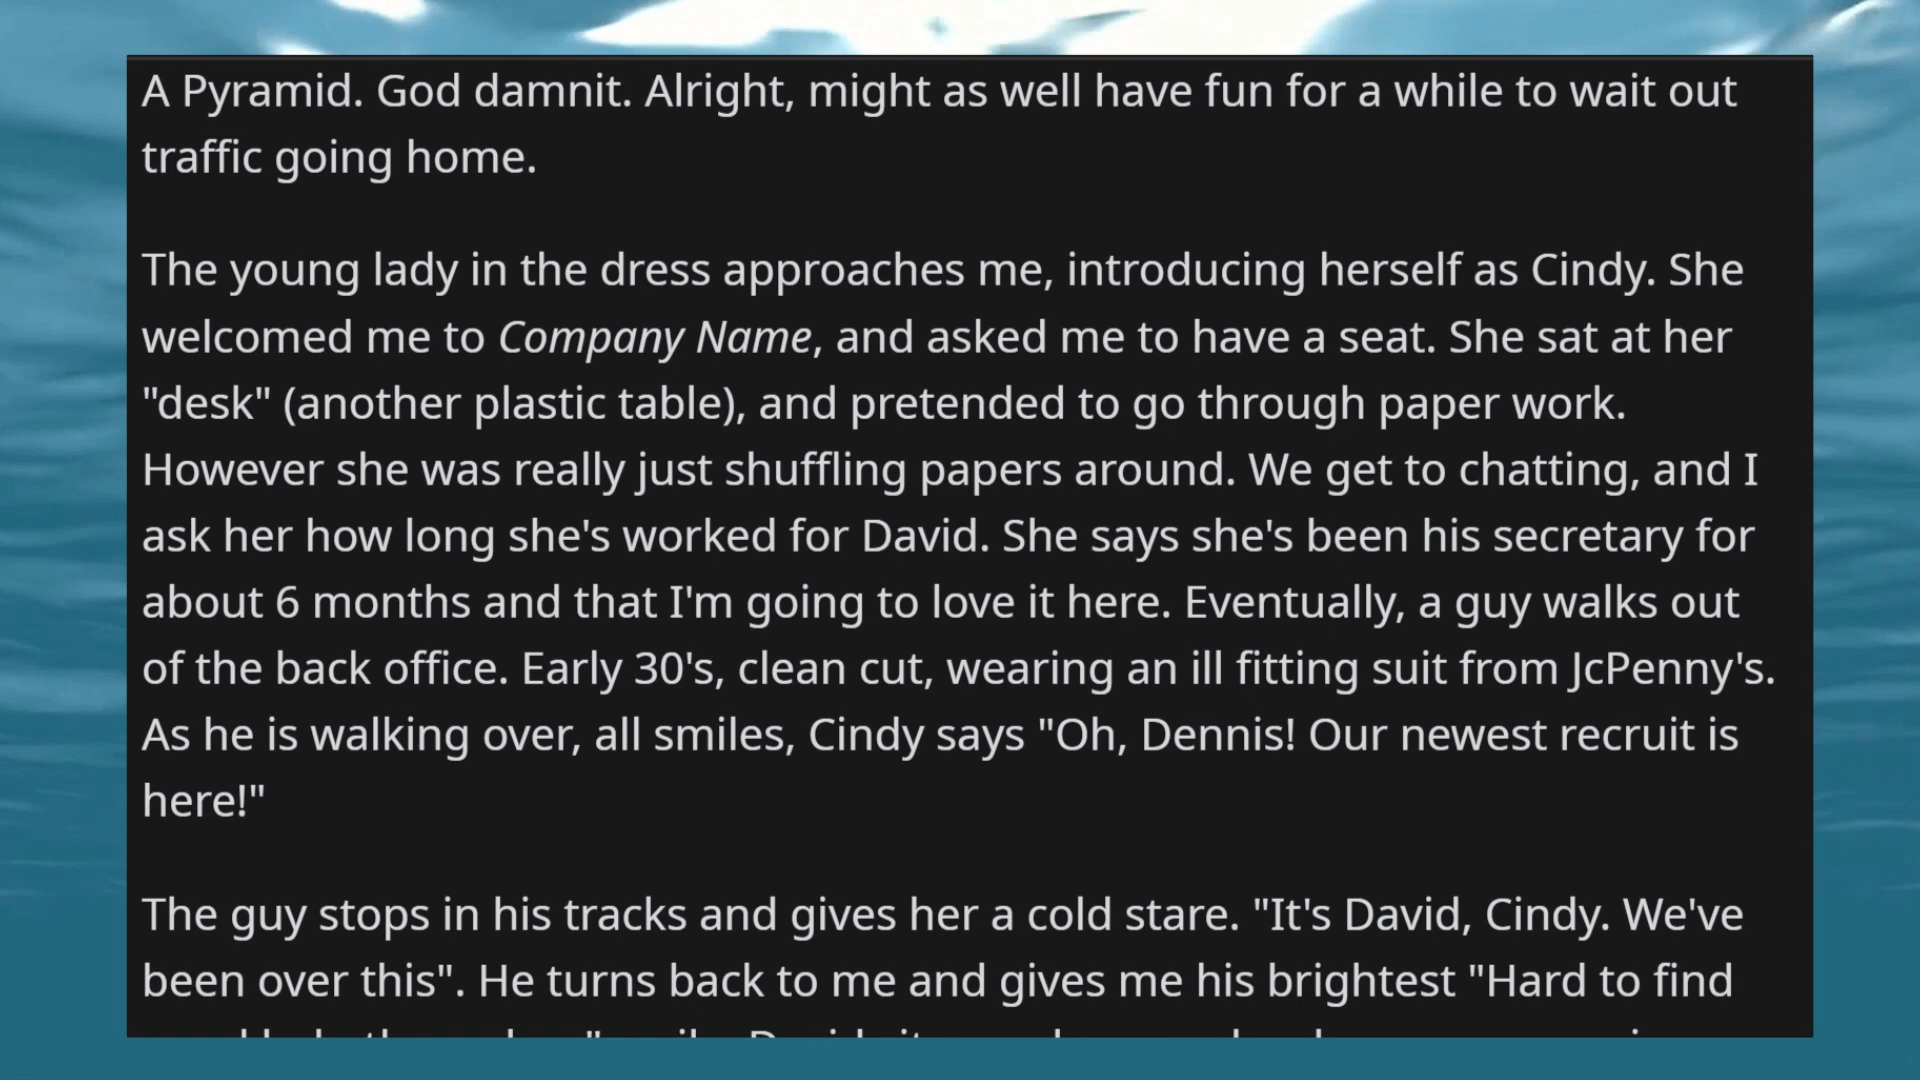 A Pyramid. God damnit. Alright, might as well have fun for a while to wait out
traffic going home.
The young lady in the dress approaches me, introducing herself as Cindy. She
welcomed me to Company Name, and asked me to have a seat. She sat at her
"desk" (another plastic table), and pretended to go through paper work.
However she was really just shuffling papers around. We get to chatting, and I
ask her how long she's worked for David. She says she's been his secretary for
about 6 months and that I'm going to love it here. Eventually, a guy walks out
of the back office. Early 30's, clean cut, wearing an ill fitting suit from JcPenny's.
As he is walking over, all smiles, Cindy says "Oh, Dennis! Our newest recruit is
here!"
The guy stops in his tracks and gives her a cold stare. "It's David, Cindy. We've
been over this". He turns back to me and gives me his brightest "Hard to find